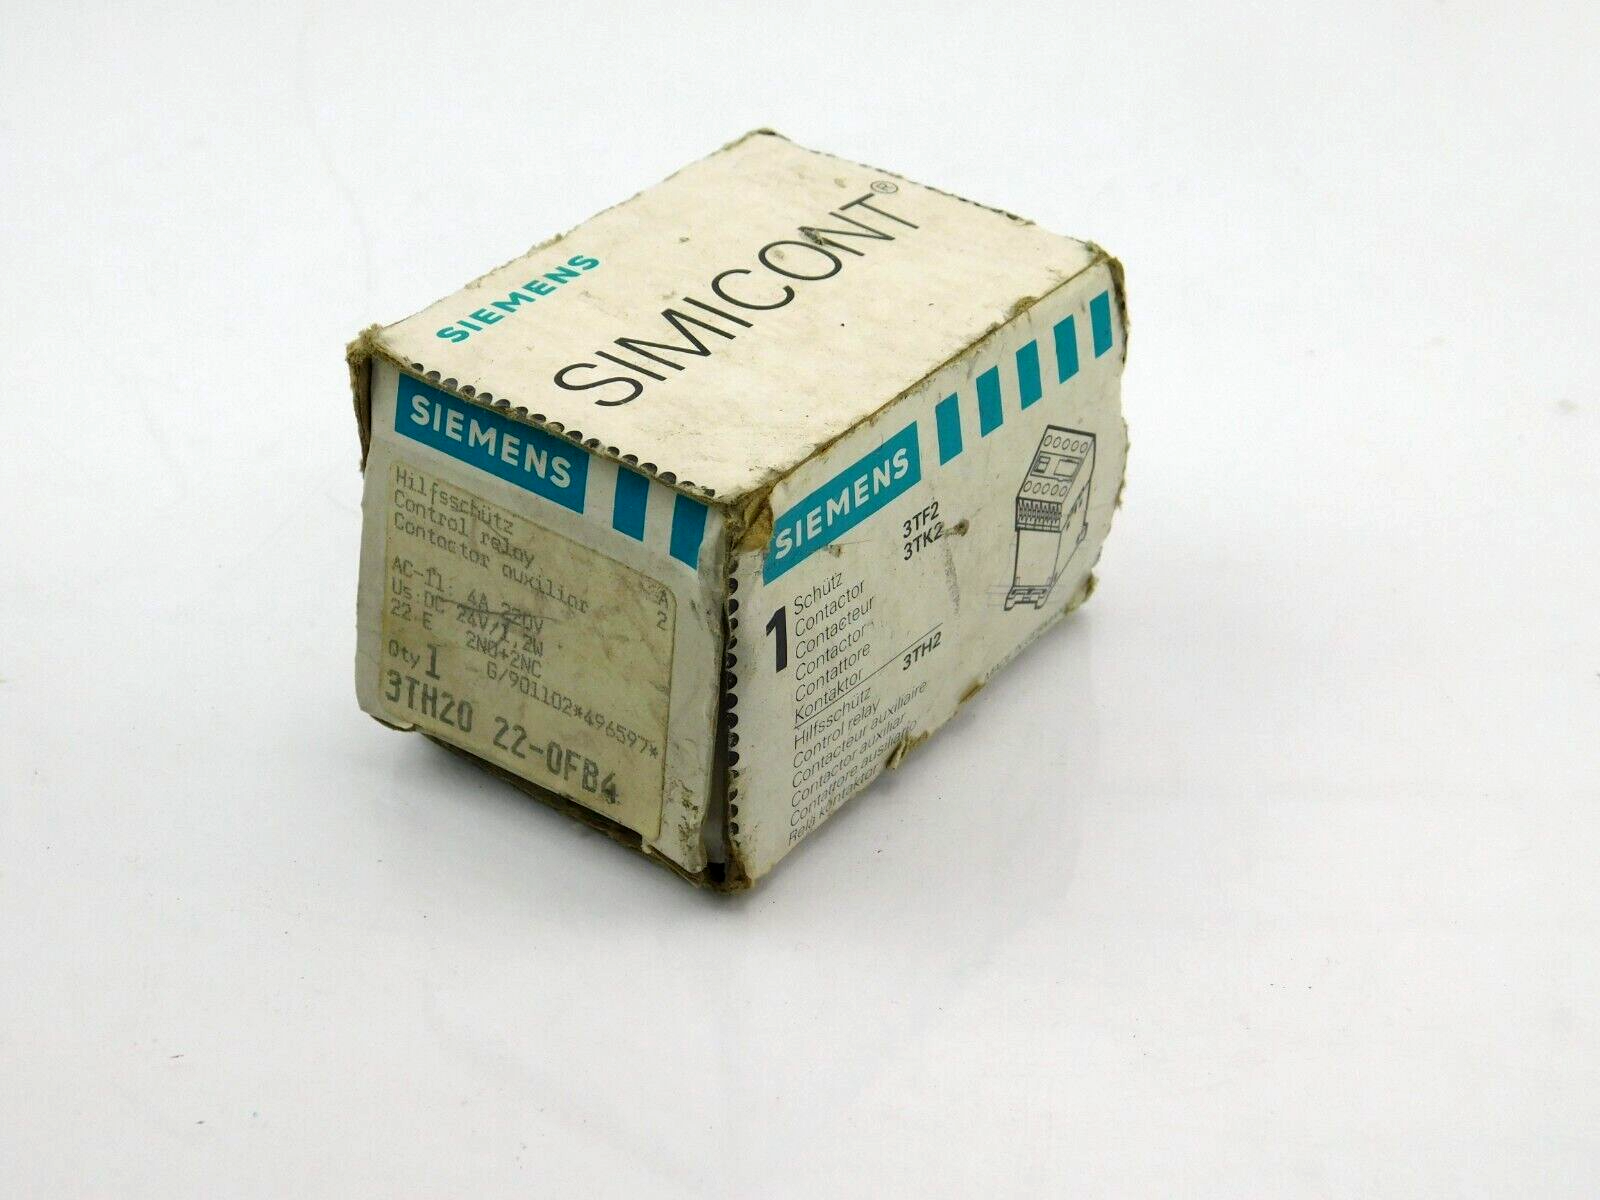 SIEMENS
SIMICONT®
SIEMENS
Hilfsschütz
Control relay
Contactor auxiliar
AC-11: 4A 220V A
Us:DC 24V/1,2W 2
22 E 2NO+2NC
Qty 1 G/901102*496597*
3TH20 22-0FB4
SIEMENS
3TF2
3TK2
1
Schütz
Contactor
Contacteur
Contactor
Contattore
Kontaktor
3TH2
Hilfsschütz
Control relay
Contacteur auxiliaire
Contactor auxiliar
Contattore ausiliario
Relä kontaktor